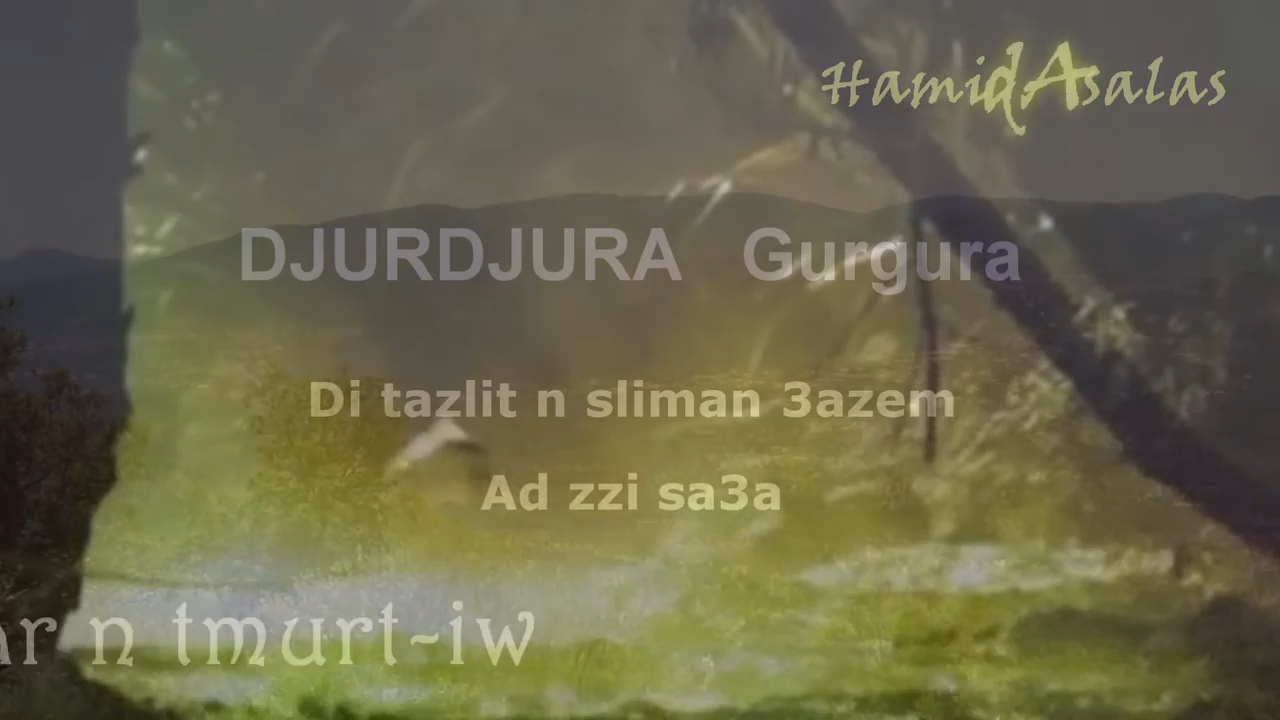 HamidAsalas
DJURDJURA Gurgura
Di tazlit n sliman 3azem
Ad zzi sa3a
n tmurt-iw